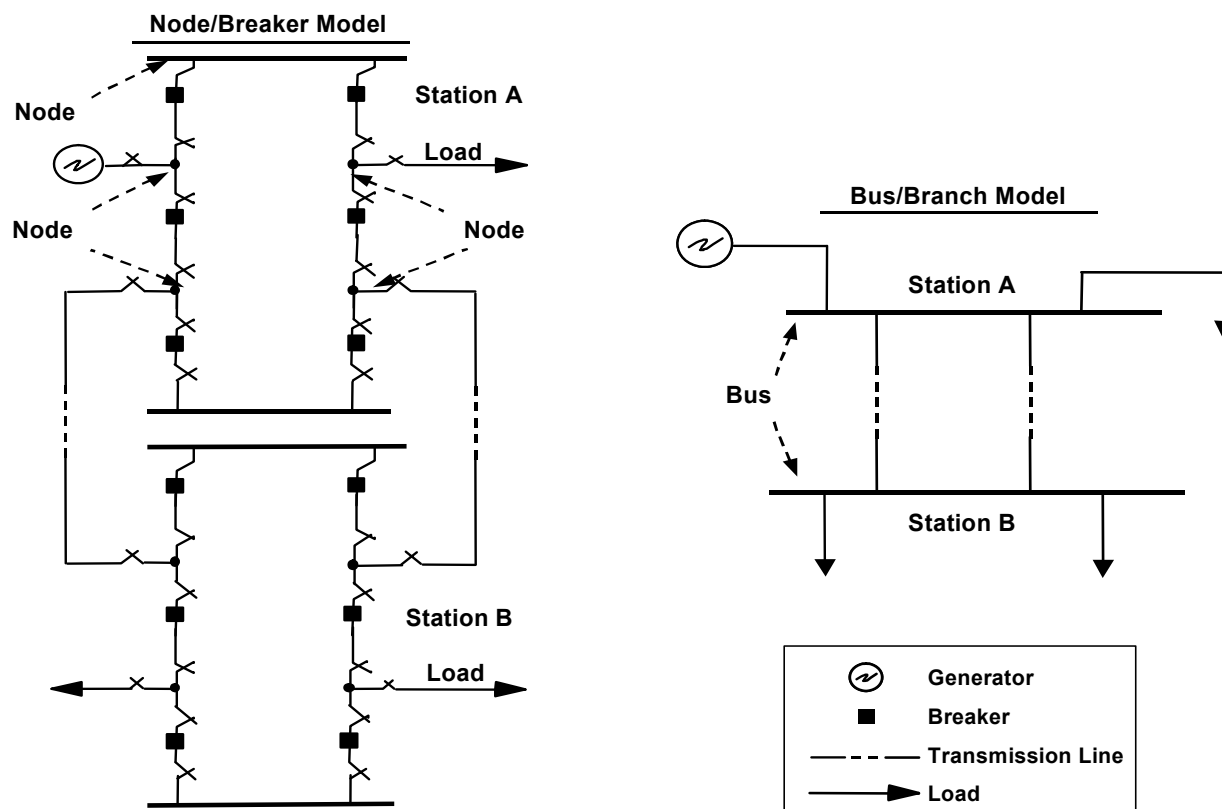 Node/Breaker Model
Node
Station A
Load
Node
Node
Station B
Load
Bus/Branch Model
Station A
Bus
Station B
Generator
Breaker
Transmission Line
Load